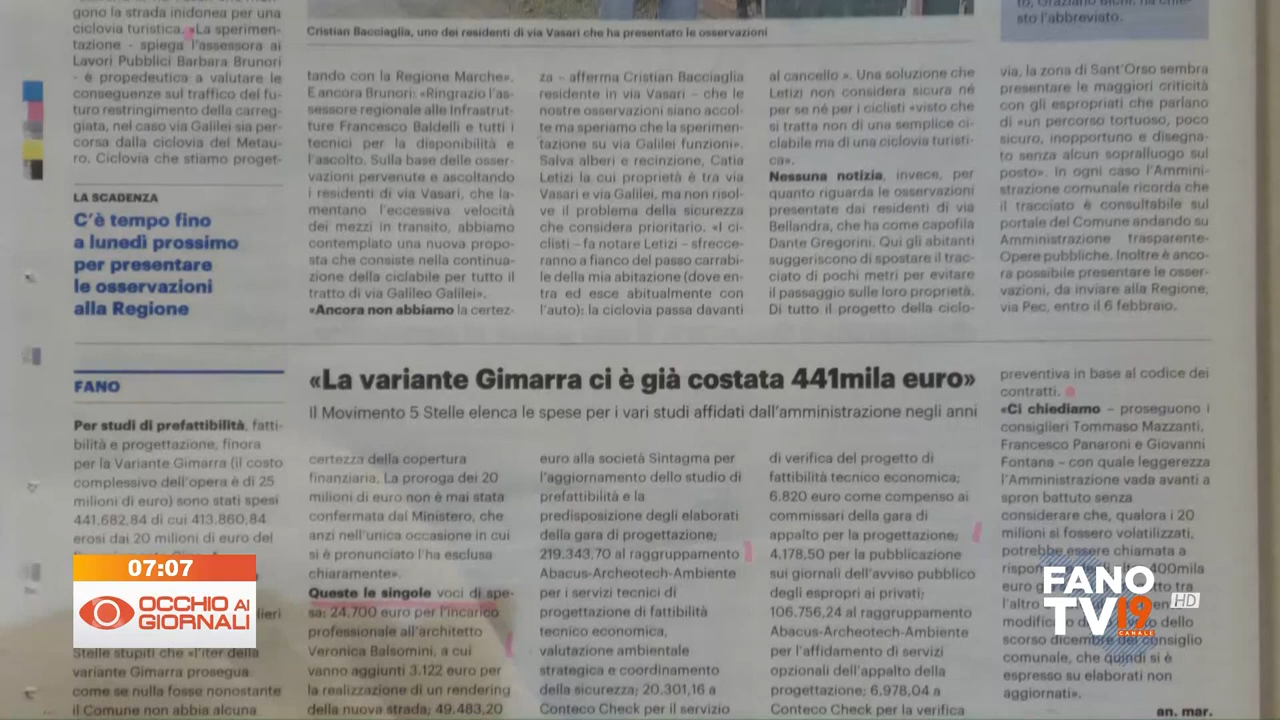 gono la strada inidonea per una
ciclovia turistica. «La sperimen-
tazione - spiega l'assessora ai
Lavori Pubblici Barbara Brunori
- è propedeutica a valutare le
conseguenze sul traffico del fu-
turo restringimento della carreg-
giata, nel caso via Galilei sia per-
corsa dalla ciclovia del Metau-
ro. Ciclovia che stiamo proget-
LA SCADENZA
C'è tempo fino
a lunedì prossimo
per presentare
le osservazioni
alla Regione
Cristian Bacciaglia, uno dei residenti di via Vasari che ha presentato le osservazioni
tando con la Regione Marche».
E ancora Brunori: «Ringrazio l'as-
sessore regionale alle Infrastrut-
ture Francesco Baldelli e tutti i
tecnici per la disponibilità e
l'ascolto. Sulla base delle osser-
vazioni pervenute e ascoltando
i residenti di via Vasari, che la-
mentano l'eccessiva velocità
dei mezzi in transito, abbiamo
contemplato una nuova propo-
sta che consiste nella continua-
zione della ciclabile per tutto il
tratto di via Galileo Galilei».
«Ancora non abbiamo la certez-
za – afferma Cristian Bacciaglia
residente in via Vasari – che le
nostre osservazioni siano accol-
te ma speriamo che la sperimen-
tazione su via Galilei funzioni».
Salva alberi e recinzione, Catia
Letizi la cui proprietà è tra via
Vasari e via Galilei, ma non risol-
ve il problema della sicurezza
che considera prioritario. «I ci-
clisti – fa notare Letizi – sfrecce-
ranno a fianco del passo carrabi-
le della mia abitazione (dove en-
tra ed esce abitualmente con
l'auto): la ciclovia passa davanti
al cancello ». Una soluzione che
Letizi non considera sicura né
per se né per i ciclisti «visto che
si tratta non di una semplice ci-
clabile ma di una ciclovia turisti-
ca».
Nessuna notizia, invece, per
quanto riguarda le osservazioni
presentate dai residenti di via
Bellandra, che ha come capofila
Dante Gregorini. Qui gli abitanti
suggeriscono di spostare il trac-
ciato di pochi metri per evitare
il passaggio sulle loro proprietà.
Di tutto il progetto della ciclo-
sto l'abbreviato.
via, la zona di Sant'Orso sembra
presentare le maggiori criticità
con gli espropriati che parlano
di «un percorso tortuoso, poco
sicuro, inopportuno e disegna-
to senza alcun sopralluogo sul
posto». In ogni caso l'Ammini-
strazione comunale ricorda che
il tracciato è consultabile sul
portale del Comune andando su
Amministrazione trasparente-
Opere pubbliche. Inoltre è anco-
ra possibile presentare le osser-
vazioni, da inviare alla Regione,
via Pec, entro il 6 febbraio.
FANO
«La variante Gimarra ci è già costata 441mila euro»
Il Movimento 5 Stelle elenca le spese per i vari studi affidati dall'amministrazione negli anni
Per studi di prefattibilità, fatti-
bilità e progettazione, finora
per la Variante Gimarra (il costo
complessivo dell'opera è di 25
milioni di euro) sono stati spesi
441.682,84 di cui 413.860,84
erosi dai 20 milioni di euro del
Stelle stupiti che «l'iter della
variante Gimarra prosegua
come se nulla fosse nonostante
il Comune non abbia alcuna
certezza della copertura
finanziaria. La proroga dei 20
milioni di euro non è mai stata
confermata dal Ministero, che
anzi nell'unica occasione in cui
si è pronunciato l'ha esclusa
chiaramente».
Queste le singole voci di spe-
sa: 24.700 euro per l'incarico
professionale all'architetto
Veronica Balsomini, a cui
vanno aggiunti 3.122 euro per
la realizzazione di un rendering
della nuova strada; 49.483,20
euro alla società Sintagma per
l'aggiornamento dello studio di
prefattibilità e la
predisposizione degli elaborati
della gara di progettazione;
219.343,70 al raggruppamento
Abacus-Archeotech-Ambiente
per i servizi tecnici di
progettazione di fattibilità
tecnico economica,
valutazione ambientale
strategica e coordinamento
della sicurezza; 20.301,16 a
Conteco Check per il servizio
di verifica del progetto di
fattibilità tecnico economica;
6.820 euro come compenso ai
commissari della gara di
appalto per la progettazione;
4.178,50 per la pubblicazione
sui giornali dell'avviso pubblico
degli espropri ai privati;
106.756,24 al raggruppamento
Abacus-Archeotech-Ambiente
per l'affidamento di servizi
opzionali dell'appalto della
progettazione; 6.978,04 a
Conteco Check per la verifica
preventiva in base al codice dei
contratti.
«Ci chiediamo – proseguono i
consiglieri Tommaso Mazzanti,
Francesco Panaroni e Giovanni
Fontana – con quale leggerezza
l'Amministrazione vada avanti a
spron battuto senza
considerare che, qualora i 20
milioni si fossero volatilizzati,
potrebbe essere chiamata a
400mila
euro
l'altro
scorso dicembre del consiglio
comunale, che quindi si è
espresso su elaborati non
aggiornati».
an. mar.
07:07
OCCHIO AI
GIORNALI
FANO
TV 19 HD
CANALE